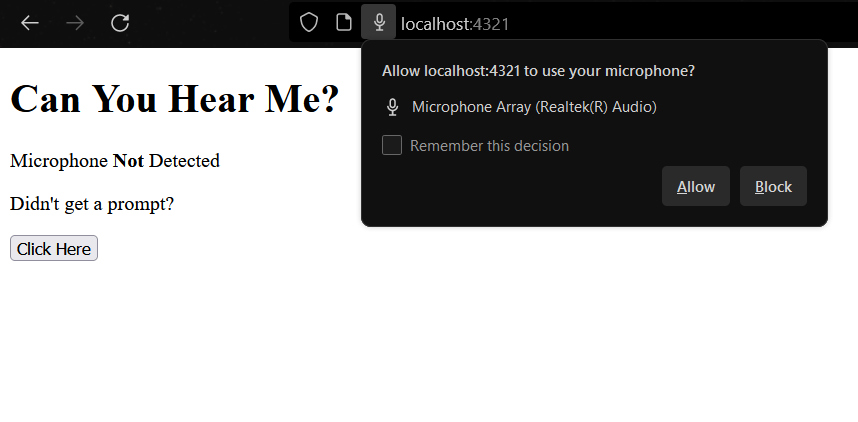 localhost:4321
Allow localhost:4321 to use your microphone?
Microphone Array (Realtek(R) Audio)
Remember this decision
Allow
Block
Can You Hear Me?
Microphone Not Detected
Didn't get a prompt?
Click Here